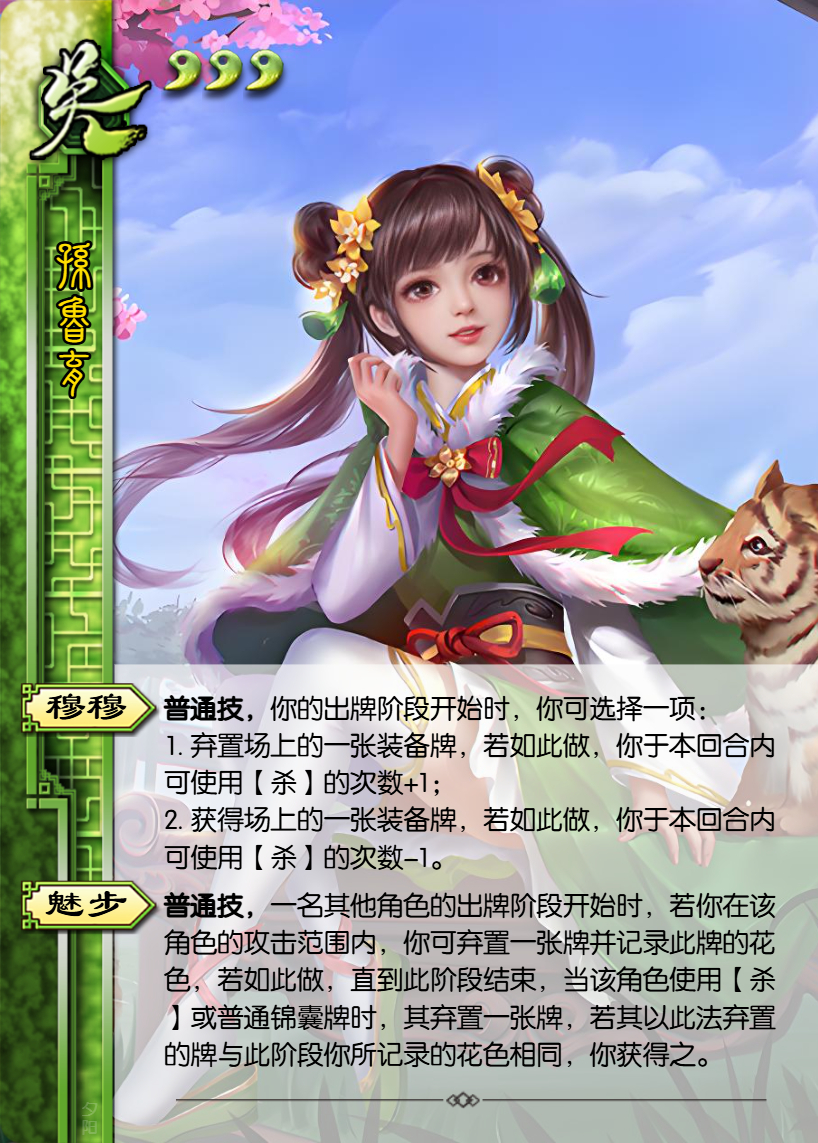 吴
孫魯育
穆穆
普通技，你的出牌阶段开始时，你可选择一项：
1. 弃置场上的一张装备牌，若如此做，你于本回合内
可使用【杀】的次数+1；
2. 获得场上的一张装备牌，若如此做，你于本回合内
可使用【杀】的次数-1。
魅步
普通技，一名其他角色的出牌阶段开始时，若你在该
角色的攻击范围内，你可弃置一张牌并记录此牌的花
色，若如此做，直到此阶段结束，当该角色使用【杀
】或普通锦囊牌时，其弃置一张牌，若其以此法弃置
的牌与此阶段你所记录的花色相同，你获得之。
夕阳